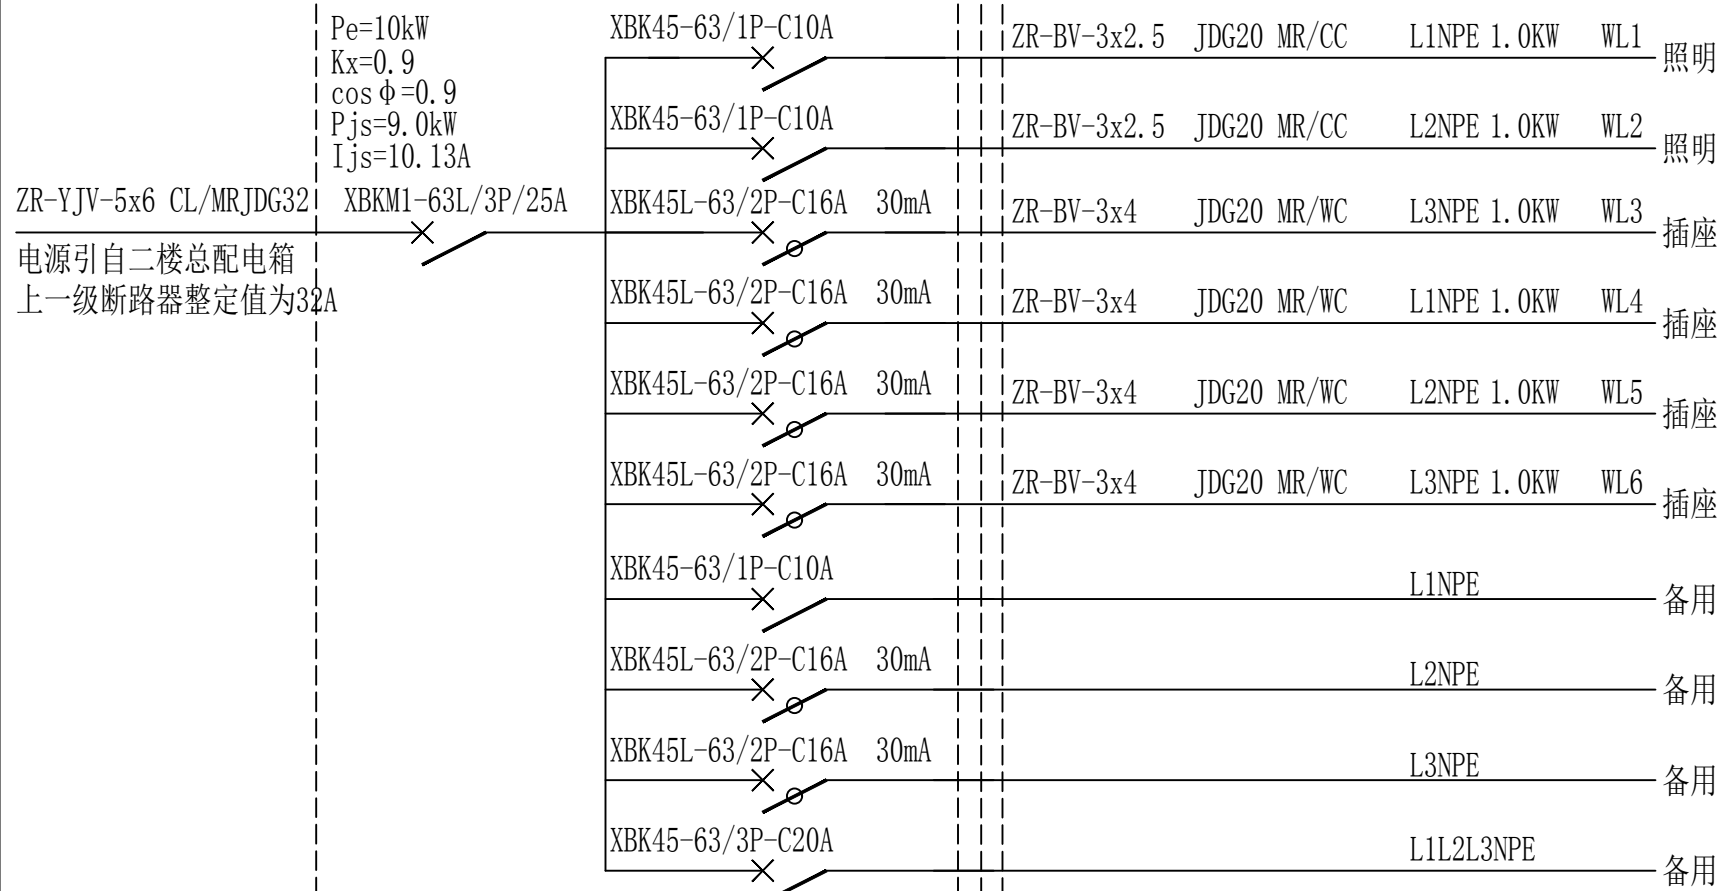 Pe=10kW
Kx=0.9
cosφ=0.9
Pjs=9.0kW
Ijs=10.13A
ZR-YJV-5x6 CL/MRJDG32 XBKM1-63L/3P/25A
电源引自二楼总配电箱
上一级断路器整定值为32A
XBK45-63/1P-C10A ZR-BV-3x2.5 JDG20 MR/CC L1NPE 1.0KW WL1 照明
XBK45-63/1P-C10A ZR-BV-3x2.5 JDG20 MR/CC L2NPE 1.0KW WL2 照明
XBK45L-63/2P-C16A 30mA ZR-BV-3x4 JDG20 MR/WC L3NPE 1.0KW WL3 插座
XBK45L-63/2P-C16A 30mA ZR-BV-3x4 JDG20 MR/WC L1NPE 1.0KW WL4 插座
XBK45L-63/2P-C16A 30mA ZR-BV-3x4 JDG20 MR/WC L2NPE 1.0KW WL5 插座
XBK45L-63/2P-C16A 30mA ZR-BV-3x4 JDG20 MR/WC L3NPE 1.0KW WL6 插座
XBK45-63/1P-C10A L1NPE 备用
XBK45L-63/2P-C16A 30mA L2NPE 备用
XBK45L-63/2P-C16A 30mA L3NPE 备用
XBK45-63/3P-C20A L1L2L3NPE 备用